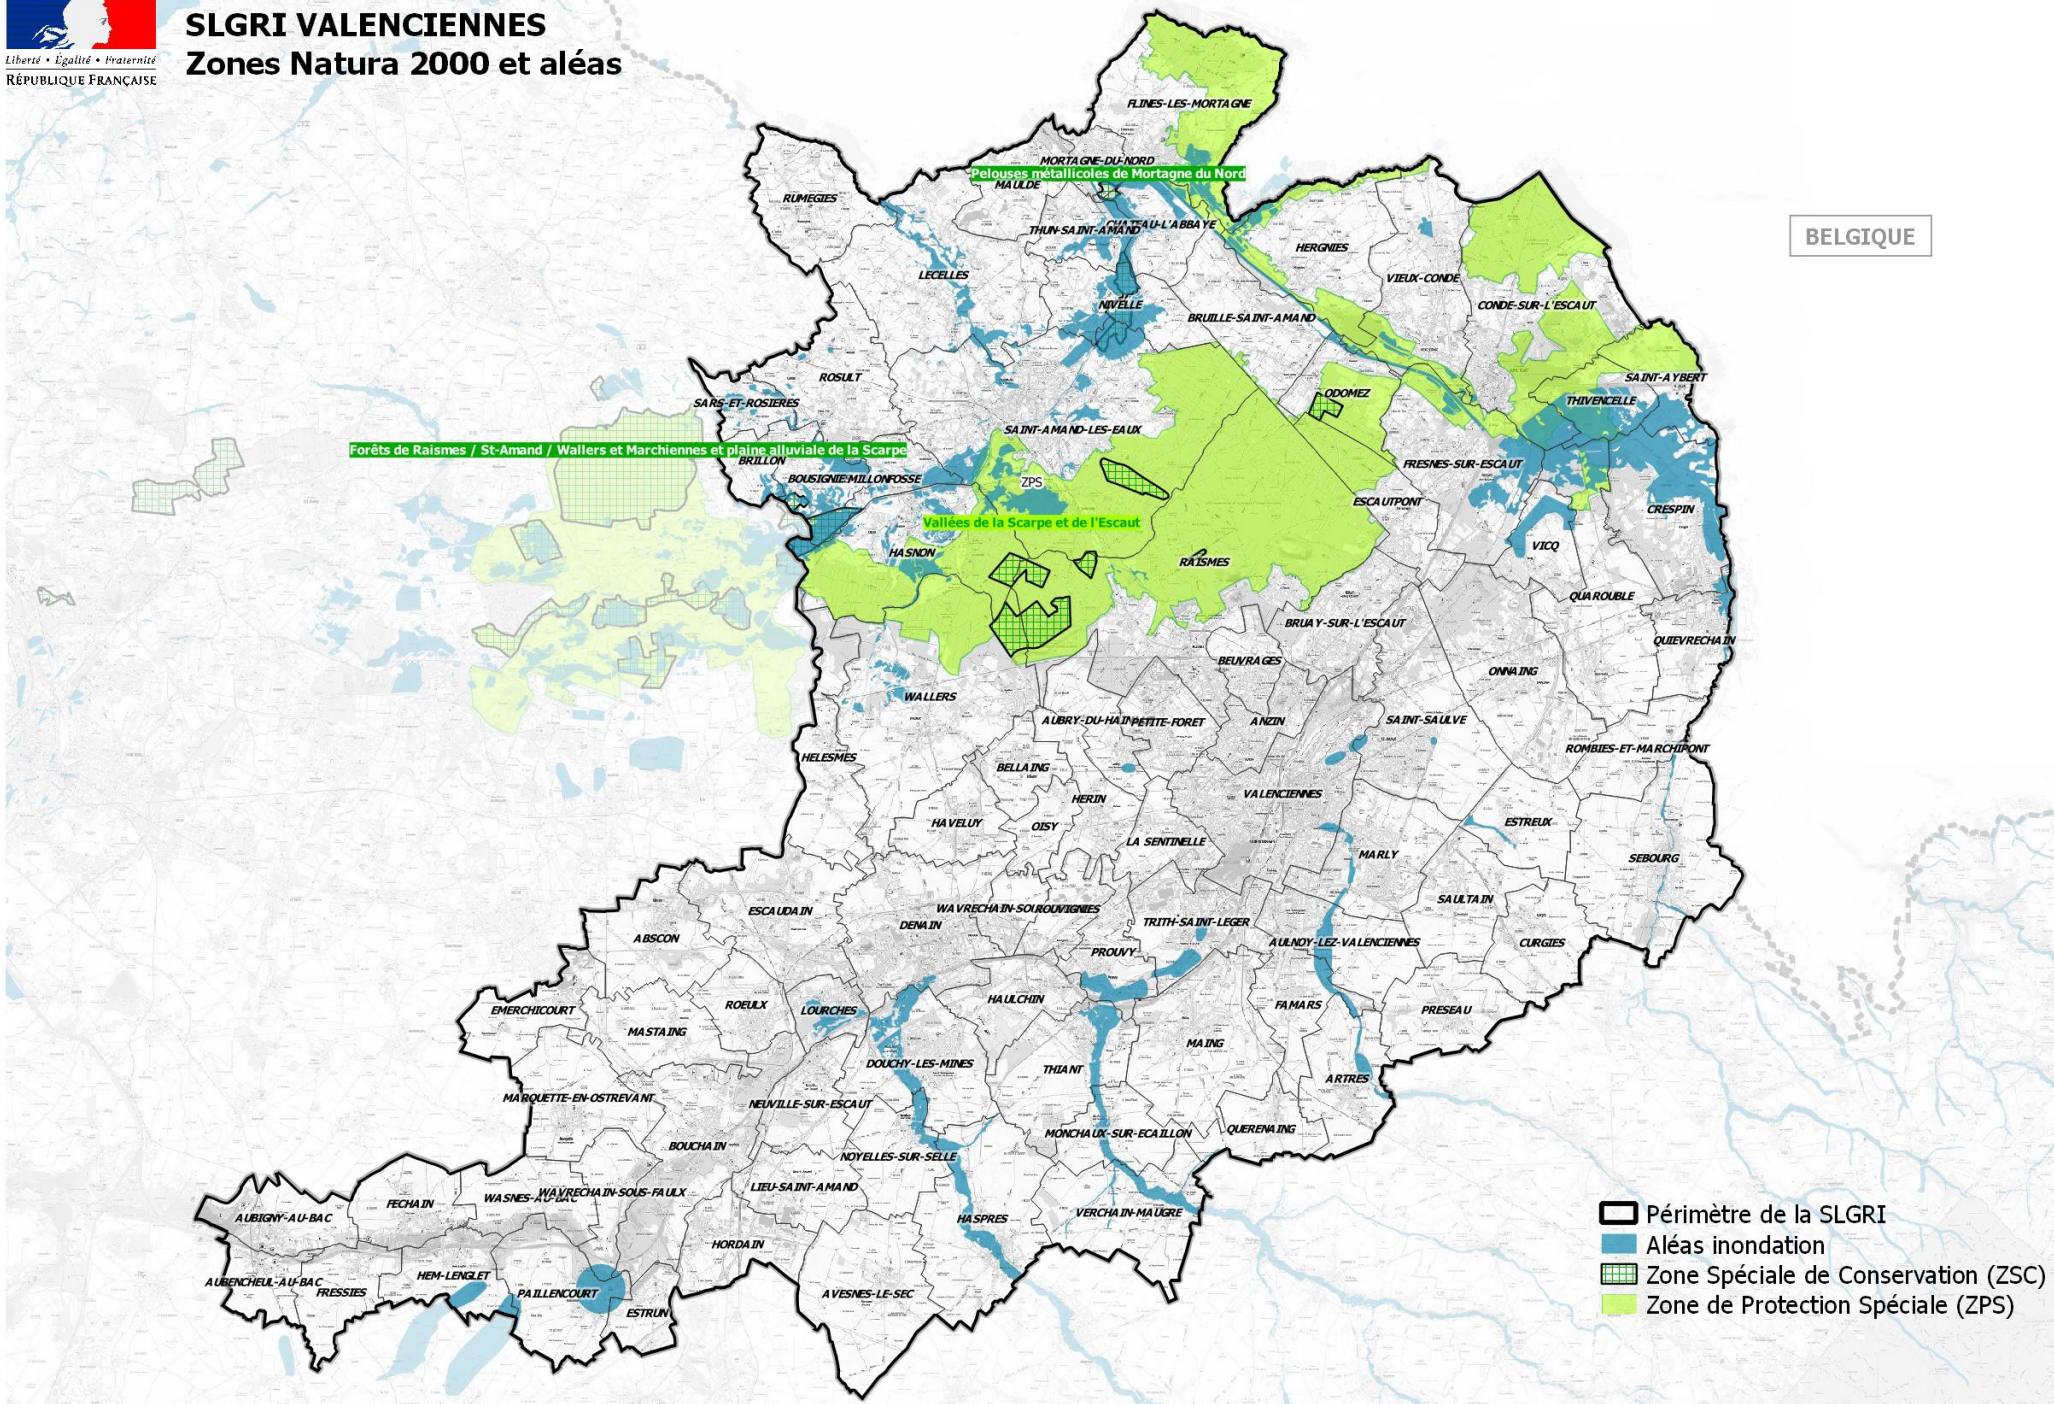 SLGRI VALENCIENNES
Zones Natura 2000 et aléas
Liberté • Égalité • Fraternité
RÉPUBLIQUE FRANÇAISE
FLINES-LES-MORTAGNE
MORTAGNE-DU-NORD
Pelouses métallicoles de Mortagne du Nord
MAULDE
RUMEGIES
CHATEAU-L'ABBAYE
THUN-SAINT-AMAND
BELGIQUE
HERGNIES
LECELLES
VIEUX-CONDE
NIVELLE
CONDE-SUR-L'ESCAUT
BRUILLE-SAINT-AMAND
ROSULT
SAINT-AYBERT
ODOMEZ
SARS-ET-ROSIERES
THIVENCELLE
SAINT-AMAND-LES-EAUX
Forêts de Raismes / St-Amand / Wallers et Marchiennes et plaine alluviale de la Scarpe
BRILLON
FRESNES-SUR-ESCAUT
BOUSIGNIE MILLONFOSSE
ZPS
ESCAUTPONT
CRESPIN
Vallées de la Scarpe et de l'Escaut
VICQ
HASNON
RAISMES
QUAROUBLE
BRUAY-SUR-L'ESCAUT
QUIEVRECHAIN
BEUVRAGES
ONNAING
WALLERS
AUBRY-DU-HAIN
PETITE-FORET
ANZIN
SAINT-SAULVE
ROMBIES-ET-MARCHIPONT
HELESMES
BELLAING
HERIN
VALENCIENNES
HAVELUY
OISY
ESTREUX
LA SENTINELLE
MARLY
SEBOURG
SAULTAIN
ESCAUDAIN
WAVRECHAIN-SOU
ROUVIGNIES
DENAIN
TRITH-SAINT-LEGER
ABSCON
AULNOY-LEZ-VALENCIENNES
CURGIES
PROUVY
HAULCHIN
ROEULX
LOURCHES
FAMARS
PRESEAU
EMERCHICOURT
MASTAING
MAING
DOUCHY-LES-MINES
THIANT
ARTRES
MARQUETTE-EN-OSTREVANT
NEUVILLE-SUR-ESCAUT
QUERENAING
MONCHAUX-SUR-ECAILLON
BOUCHAIN
NOYELLES-SUR-SELLE
LIEU-SAINT-AMAND
WASNES-AU-BAC
WAVRECHAIN-SOUS-FAULX
FECHAIN
VERCHAIN-MAUGRE
AUBIGNY-AU-BAC
HASPRES
HORDAIN
HEM-LENGLET
AUBENCHEUL-AU-BAC
FRESSIES
PAILLENCOURT
AVESNES-LE-SEC
ESTRUN
Périmètre de la SLGRI
Aléas inondation
Zone Spéciale de Conservation (ZSC)
Zone de Protection Spéciale (ZPS)